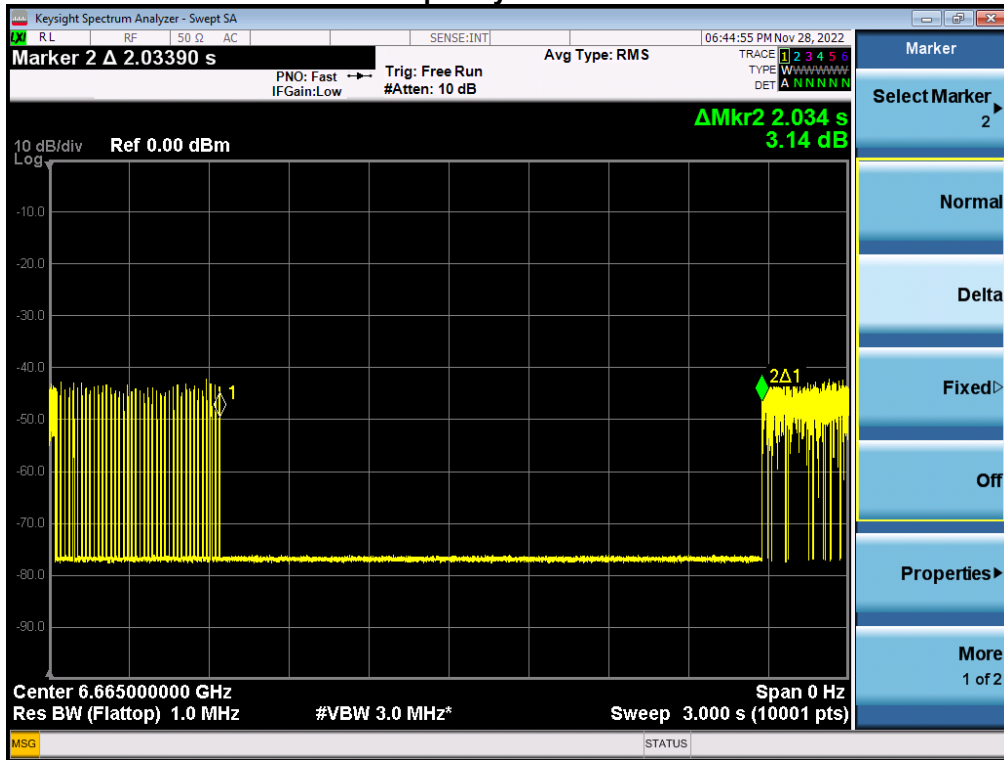 Keysight Spectrum Analyzer - Swept SA
LXI RL RF 50 Ω AC SENSE:INT 06:44:55 PM Nov 28, 2022
Marker 2 Δ 2.03390 s
PNO: Fast
IFGain:Low
Trig: Free Run
#Atten: 10 dB
Avg Type: RMS
TRACE 1 2 3 4 5 6
TYPE WWWWWW
DET A N N N N N
ΔMkr2 2.034 s
3.14 dB
10 dB/div Ref 0.00 dBm
Log
-10.0
-20.0
-30.0
-40.0
-50.0
-60.0
-70.0
-80.0
-90.0
1
2Δ1
Center 6.665000000 GHz Span 0 Hz
Res BW (Flattop) 1.0 MHz #VBW 3.0 MHz* Sweep 3.000 s (10001 pts)
MSG STATUS
Marker
Select Marker
2
Normal
Delta
Fixed
Off
Properties
More
1 of 2